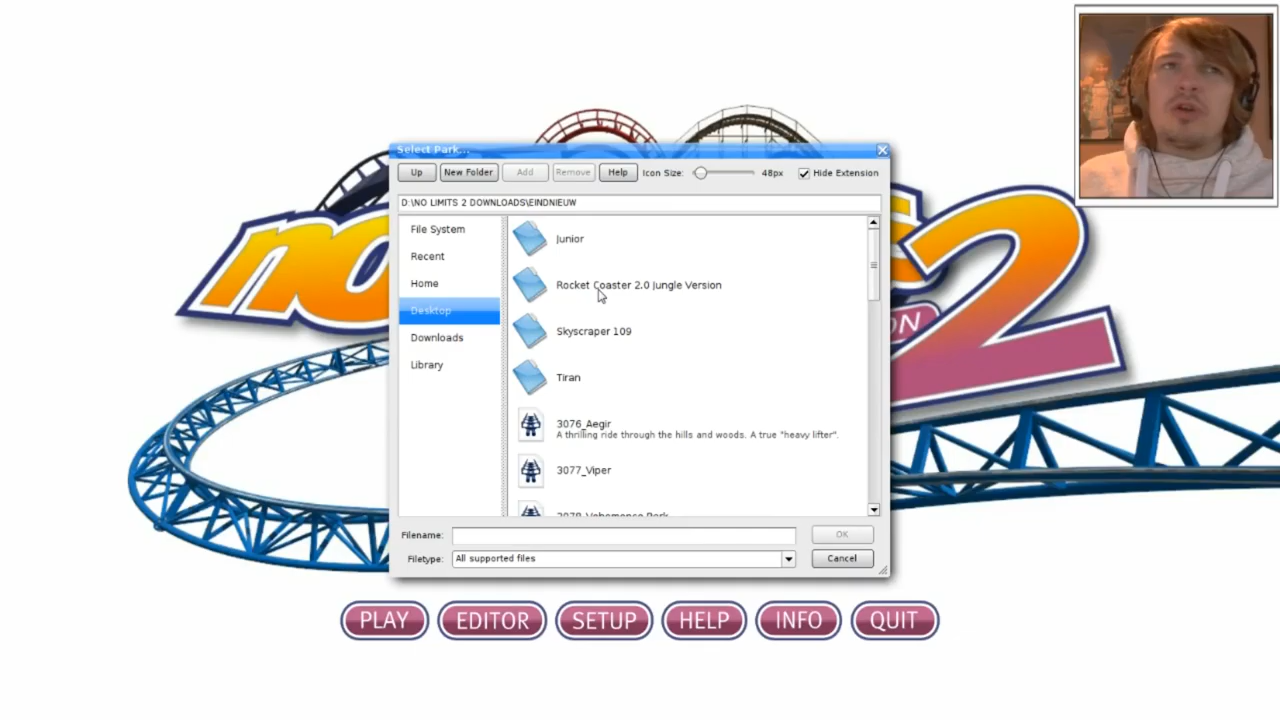 Select Park...
Up
New Folder
Add
Remove
Help
Icon Size:
48px
Hide Extension
D:\NO LIMITS 2 DOWNLOADS\EINDNIEUW
File System
Recent
Home
Desktop
Downloads
Library
Junior
Rocket Coaster 2.0 Jungle Version
Skyscraper 109
Tiran
3076_Aegir
A thrilling ride through the hills and woods. A true "heavy lifter".
3077_Viper
Filename:
OK
Filetype:
All supported files
Cancel
no
ON
2
PLAY
EDITOR
SETUP
HELP
INFO
QUIT